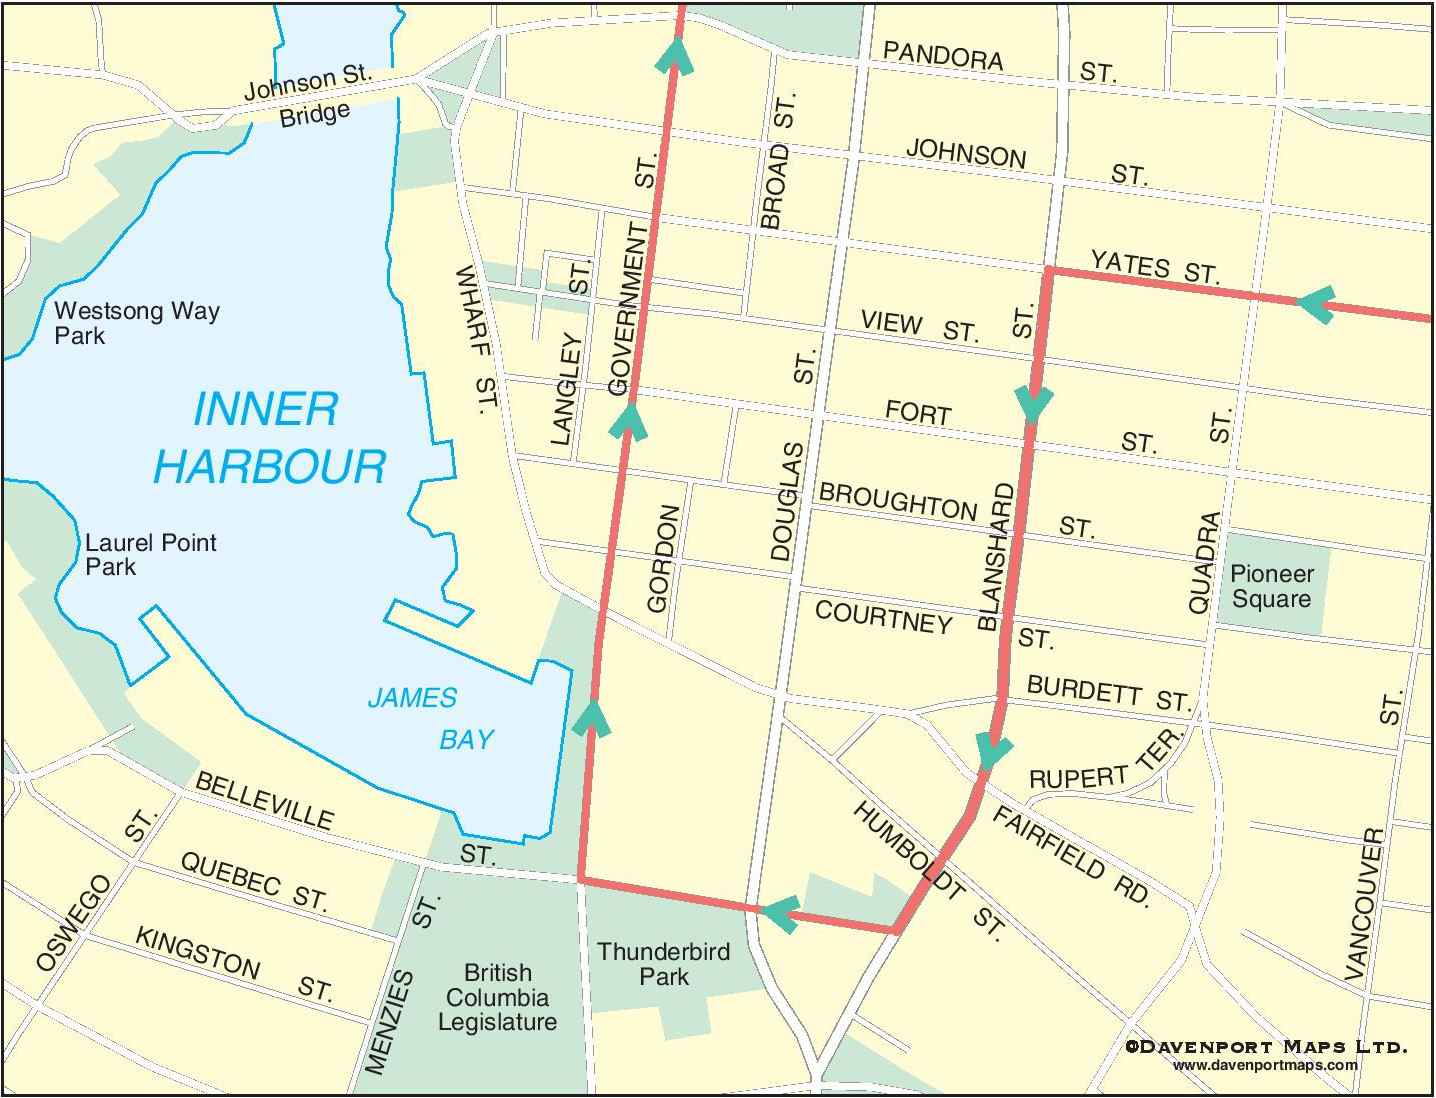 PANDORA ST.
Johnson St.
Bridge
BROAD ST.
JOHNSON ST.
GOVERNMENT ST.
YATES ST.
WHARF ST.
LANGLEY ST.
Westsong Way
Park
VIEW ST.
BLANSHARD ST.
DOUGLAS ST.
INNER
HARBOUR
FORT ST.
QUADRA ST.
BROUGHTON ST.
GORDON
Laurel Point
Park
Pioneer
Square
COURTNEY ST.
JAMES
BAY
BURDETT ST.
VANCOUVER ST.
RUPERT TER.
BELLEVILLE ST.
HUMBOLDT ST.
FAIRFIELD RD.
OSWEGO ST.
QUEBEC ST.
KINGSTON ST.
MENZIES ST.
British
Columbia
Legislature
Thunderbird
Park
©DAVENPORT MAPS LTD.
www.davenportmaps.com